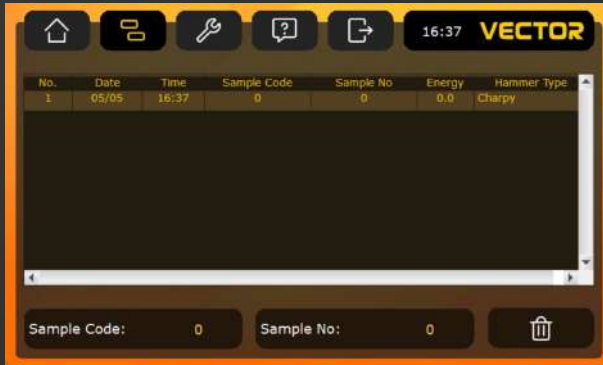 16:37 VECTOR
No. Date Time Sample Code Sample No Energy Hammer Type
1 05/05 16:37 0 0 0.0 Charpy
Sample Code: 0 Sample No: 0